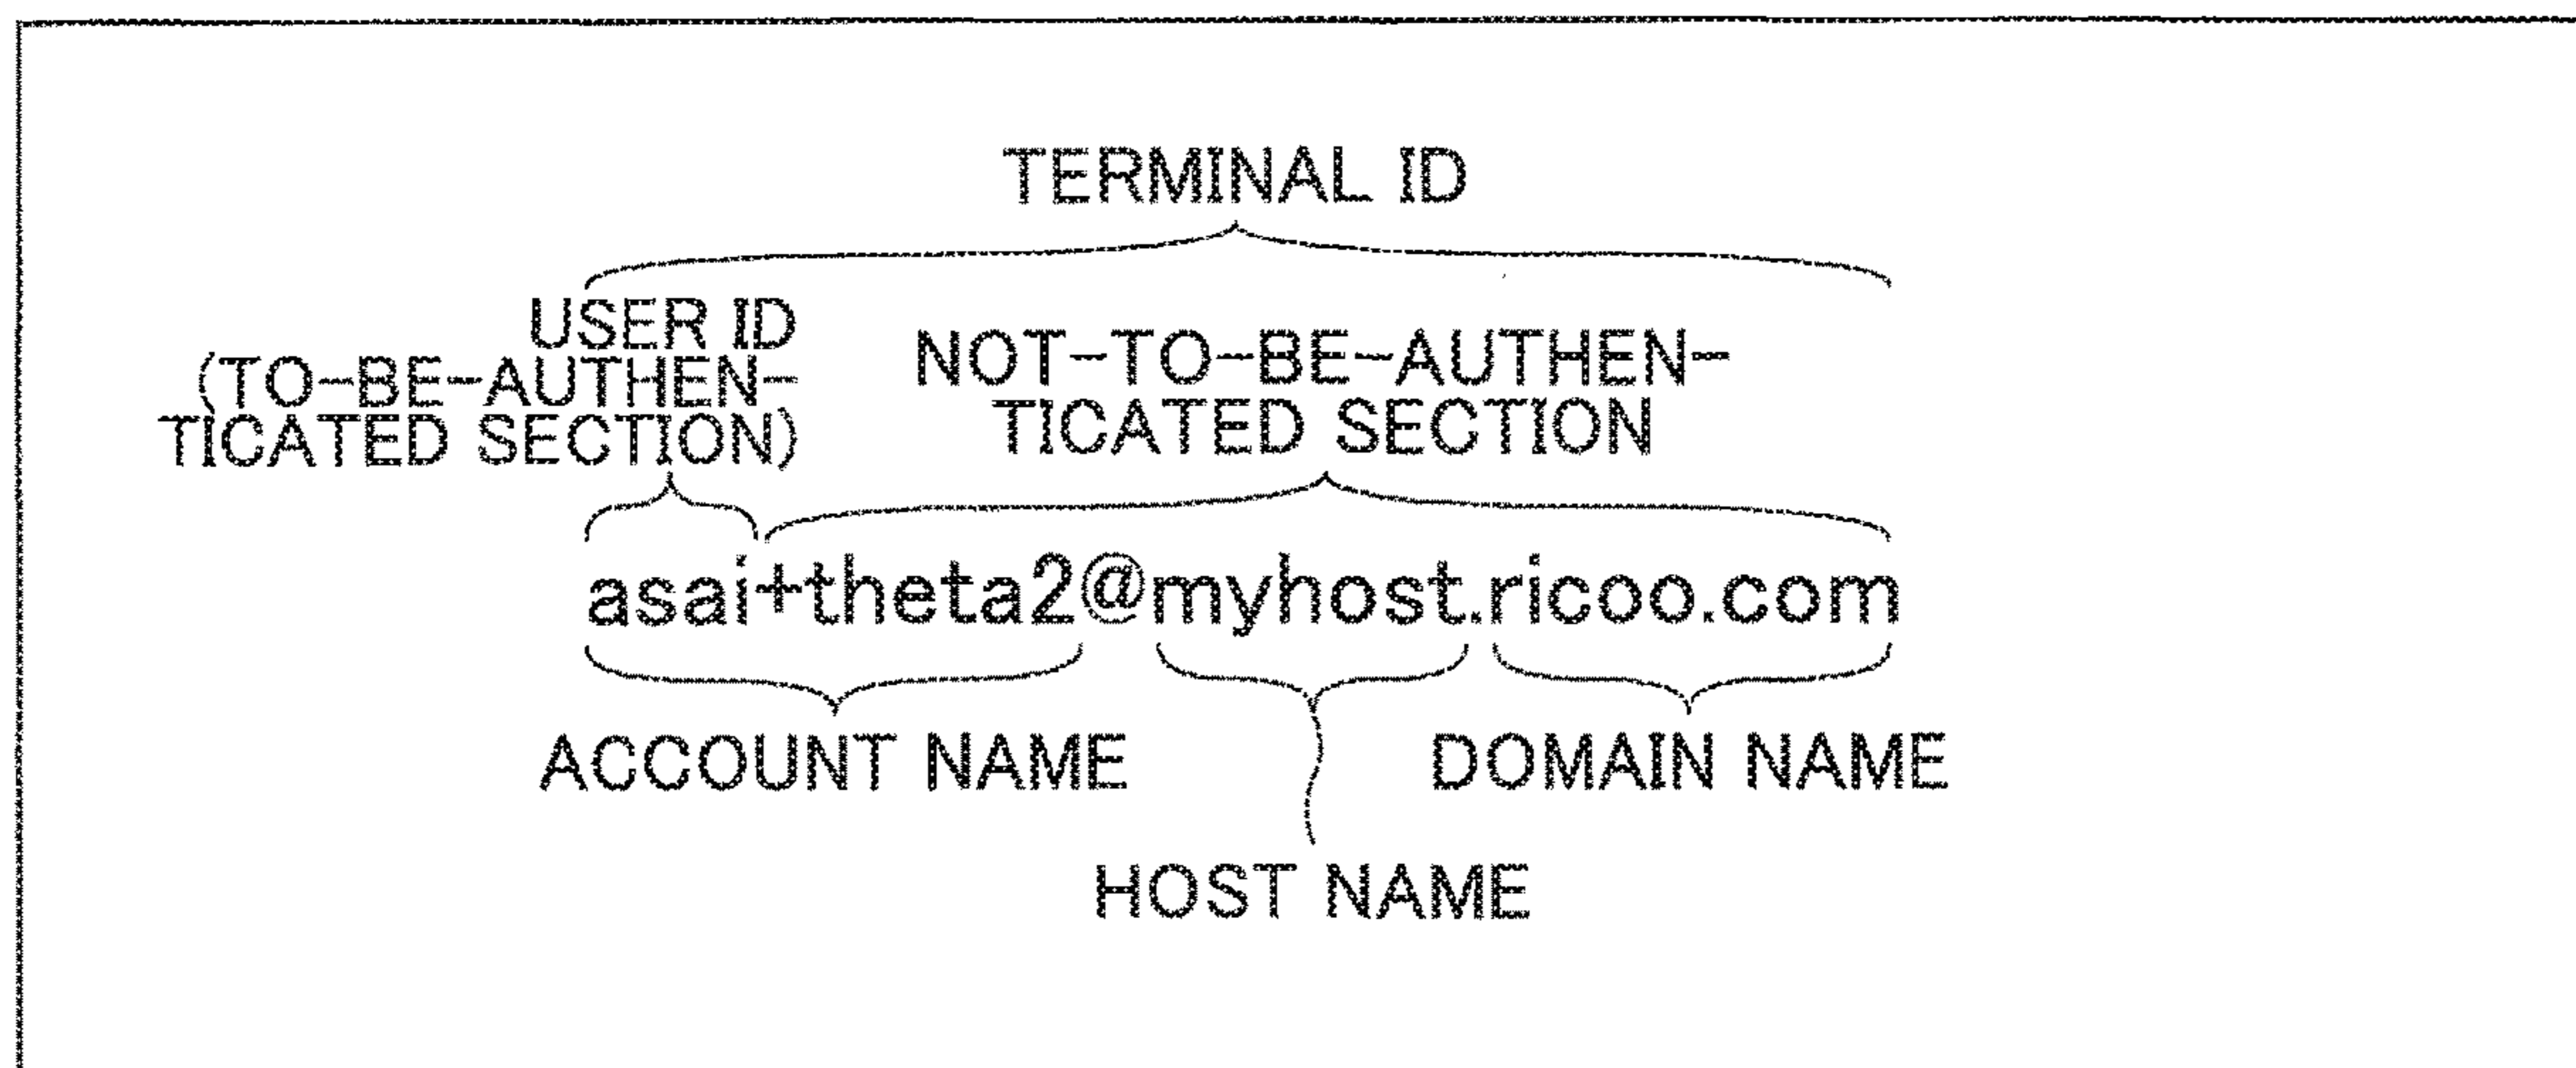 TERMINAL ID
USER ID
(TO-BE-AUTHEN-
TICATED SECTION)
NOT-TO-BE-AUTHEN-
TICATED SECTION
asai+theta2@myhost.ricoo.com
ACCOUNT NAME
DOMAIN NAME
HOST NAME